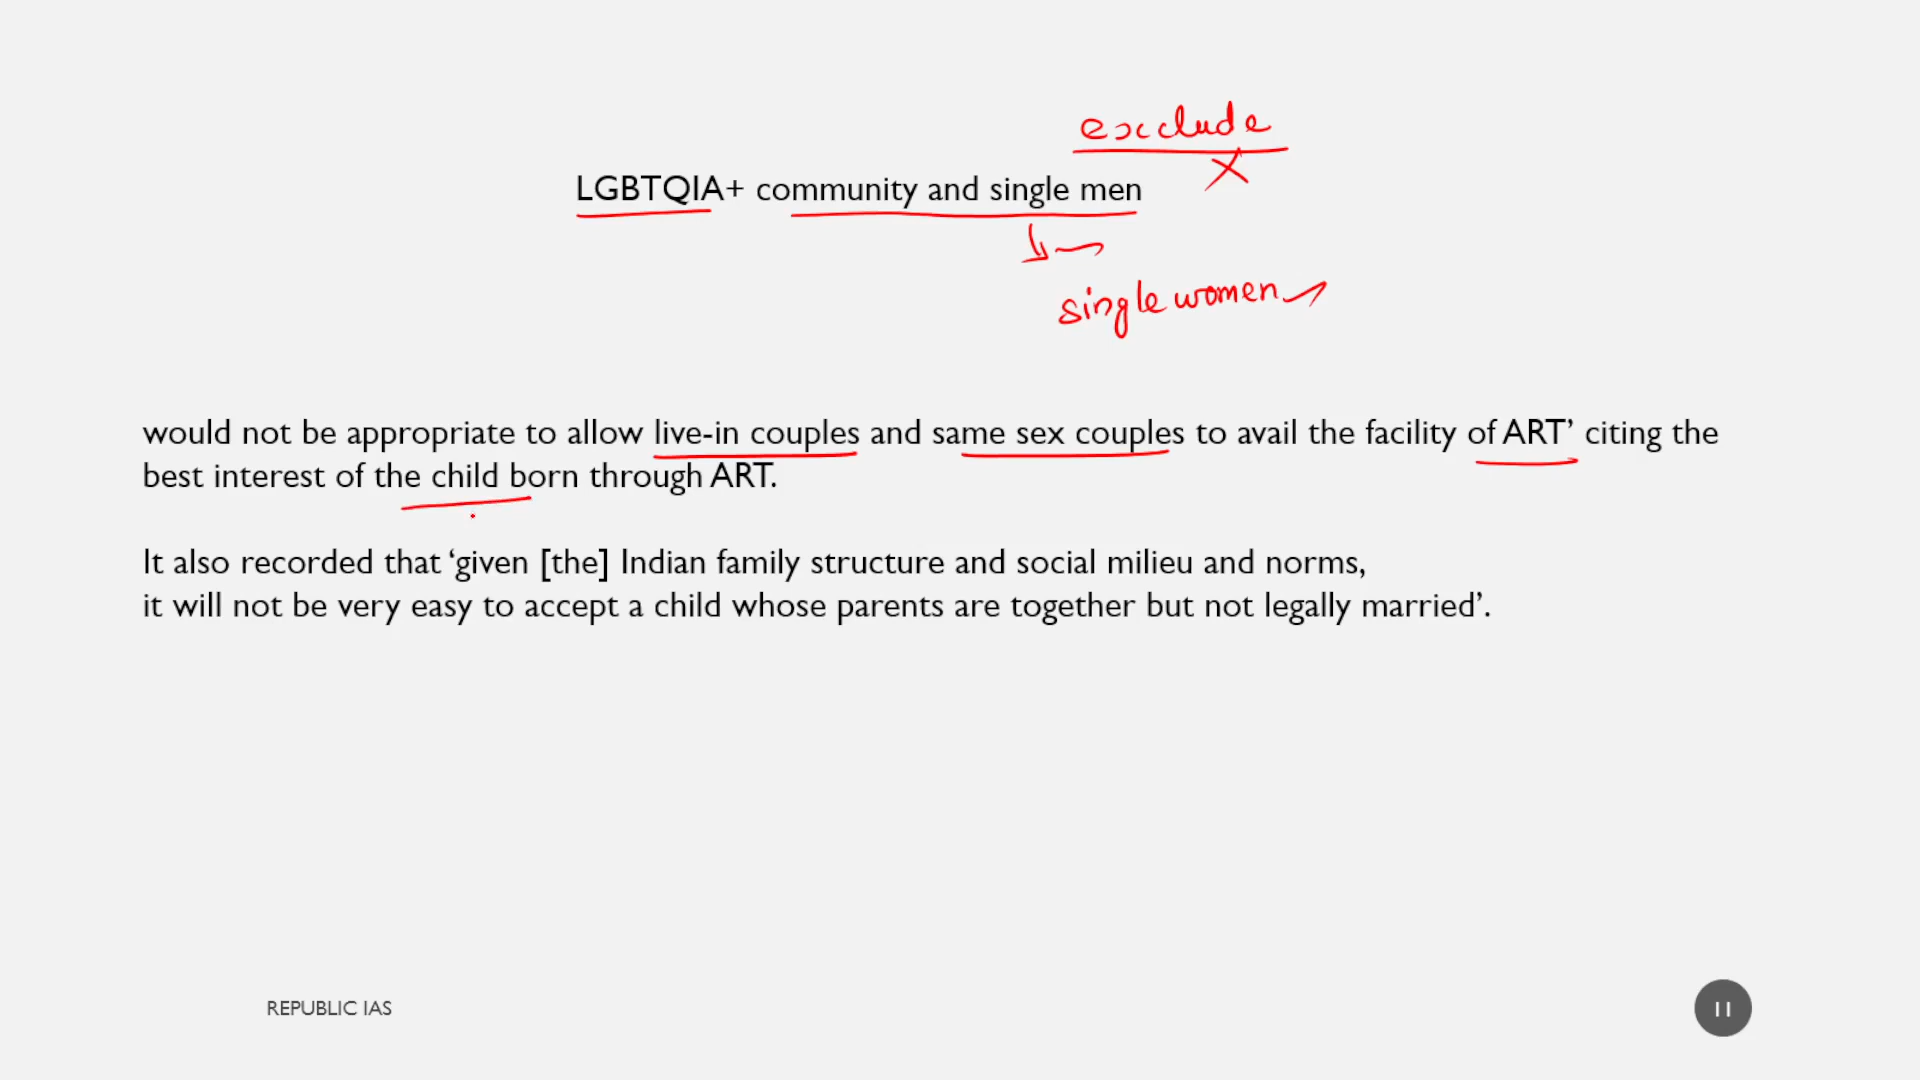 exclude
LGBTQIA+ community and single men
single women
would not be appropriate to allow live-in couples and same sex couples to avail the facility of ART’ citing the
best interest of the child born through ART.
It also recorded that ‘given [the] Indian family structure and social milieu and norms,
it will not be very easy to accept a child whose parents are together but not legally married’.
REPUBLIC IAS
11